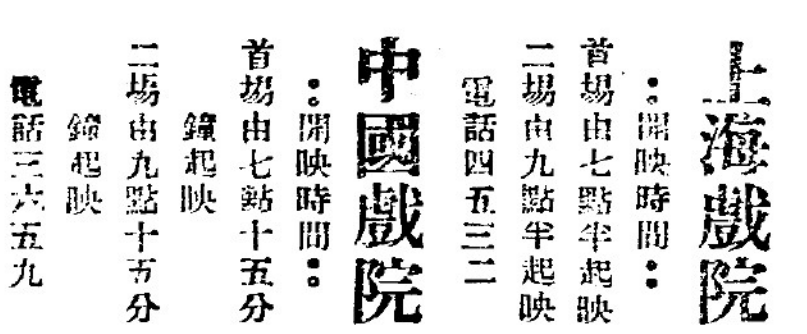 上海戲院
：開映時間：
首場由七點半起映
二場由九點半起映
電話四五三二
中國戲院
：開映時間：
首場由七點十五分
鐘起映
二場由九點十五分
鐘起映
電話三六五九